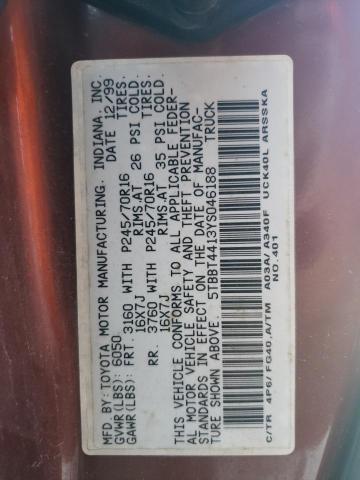 MFD. BY: TOYOTA MOTOR MANUFACTURING, INDIANA, INC.
GVWR(LBS): 6050 DATE 12/99
GAWR(LBS): FRT. 3160 WITH P245/70R16 TIRES.
16X7J RIMS. AT 26 PSI COLD.
RR. 3760 WITH P245/70R16 TIRES.
16X7J RIMS. AT 35 PSI COLD.
THIS VEHICLE CONFORMS TO ALL APPLICABLE FEDER-
AL MOTOR VEHICLE SAFETY AND THEFT PREVENTION
STANDARDS IN EFFECT ON THE DATE OF MANUFAC-
TURE SHOWN ABOVE. 5TBBT4413YS046188 TRUCK
C/TR 4P6/ FG40,A/TM A03A/ A340F UCK40L ARSSKA
NO.401